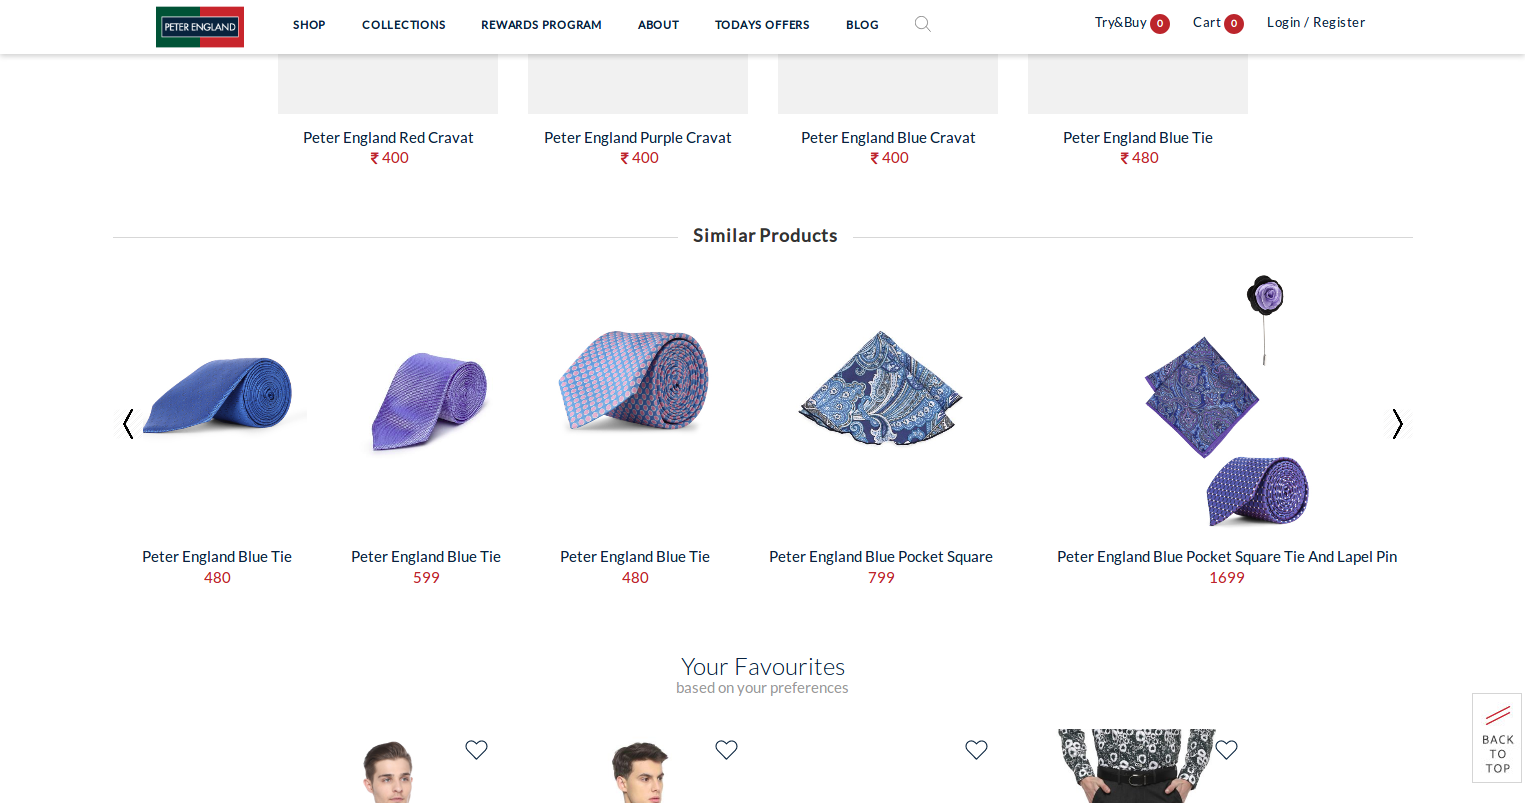 PETER ENGLAND
SHOP
COLLECTIONS
REWARDS PROGRAM
ABOUT
TODAYS OFFERS
BLOG
Try&Buy 0
Cart 0
Login / Register
Peter England Red Cravat
₹ 400
Peter England Purple Cravat
₹ 400
Peter England Blue Cravat
₹ 400
Peter England Blue Tie
₹ 480
Similar Products
Peter England Blue Tie
480
Peter England Blue Tie
599
Peter England Blue Tie
480
Peter England Blue Pocket Square
799
Peter England Blue Pocket Square Tie And Lapel Pin
1699
Your Favourites
based on your preferences
BACK
TO
TOP